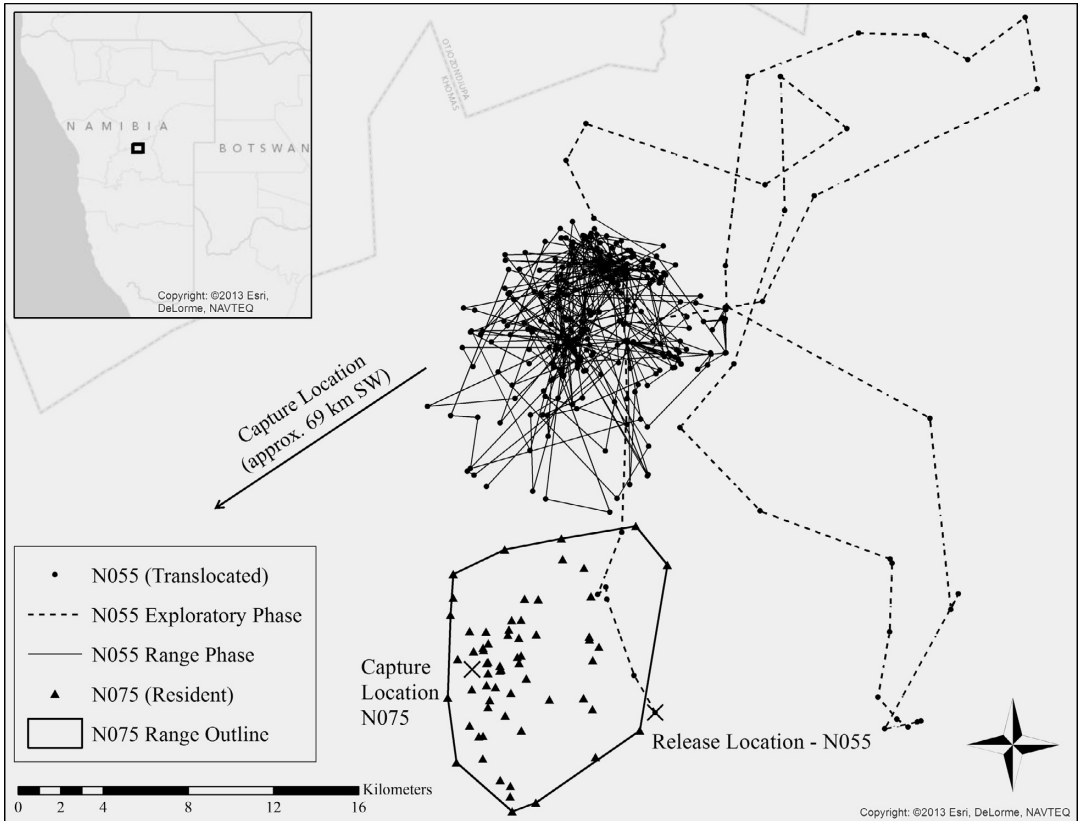 OTJOZONDJUPA
KHOMAS
NAMIBIA
BOTSWAN
Copyright: ©2013 Esri,
DeLorme, NAVTEQ
Capture Location
(approx. 69 km SW)
N055 (Translocated)
N055 Exploratory Phase
N055 Range Phase
N075 (Resident)
N075 Range Outline
Capture
Location
N075
Release Location - N055
Kilometers
0 2 4 8 12 16
Copyright: ©2013 Esri, DeLorme, NAVTEQ